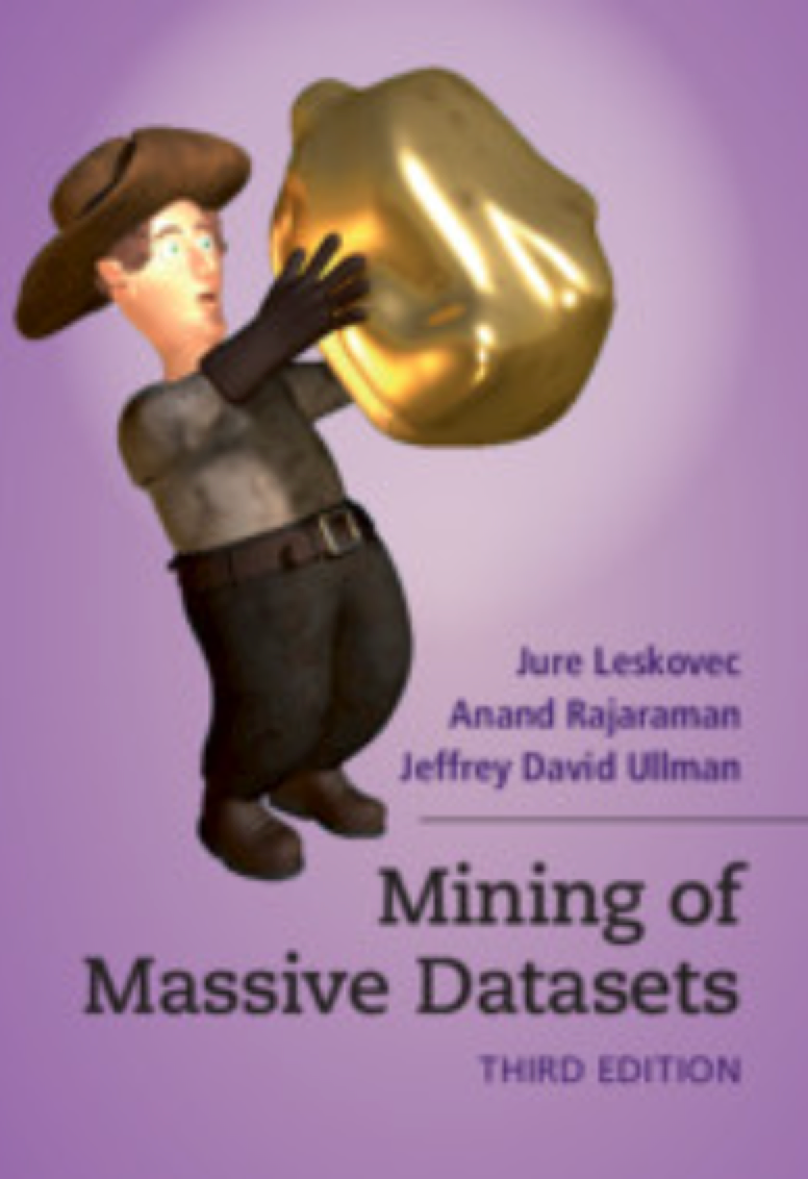 Jure Leskovec
Anand Rajaraman
Jeffrey David Ullman
Mining of
Massive Datasets
THIRD EDITION